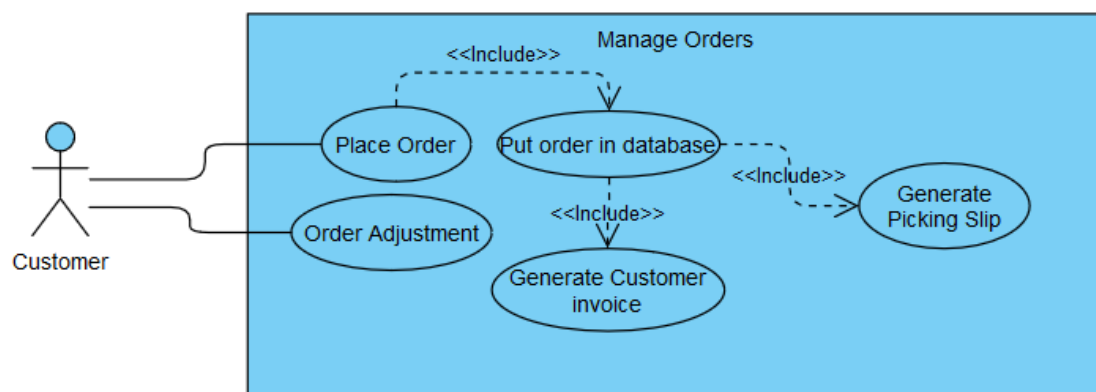 Manage Orders
<<Include>>
Place Order
Put order in database
<<Include>>
Generate
Picking Slip
<<Include>>
Order Adjustment
Customer
Generate Customer
invoice